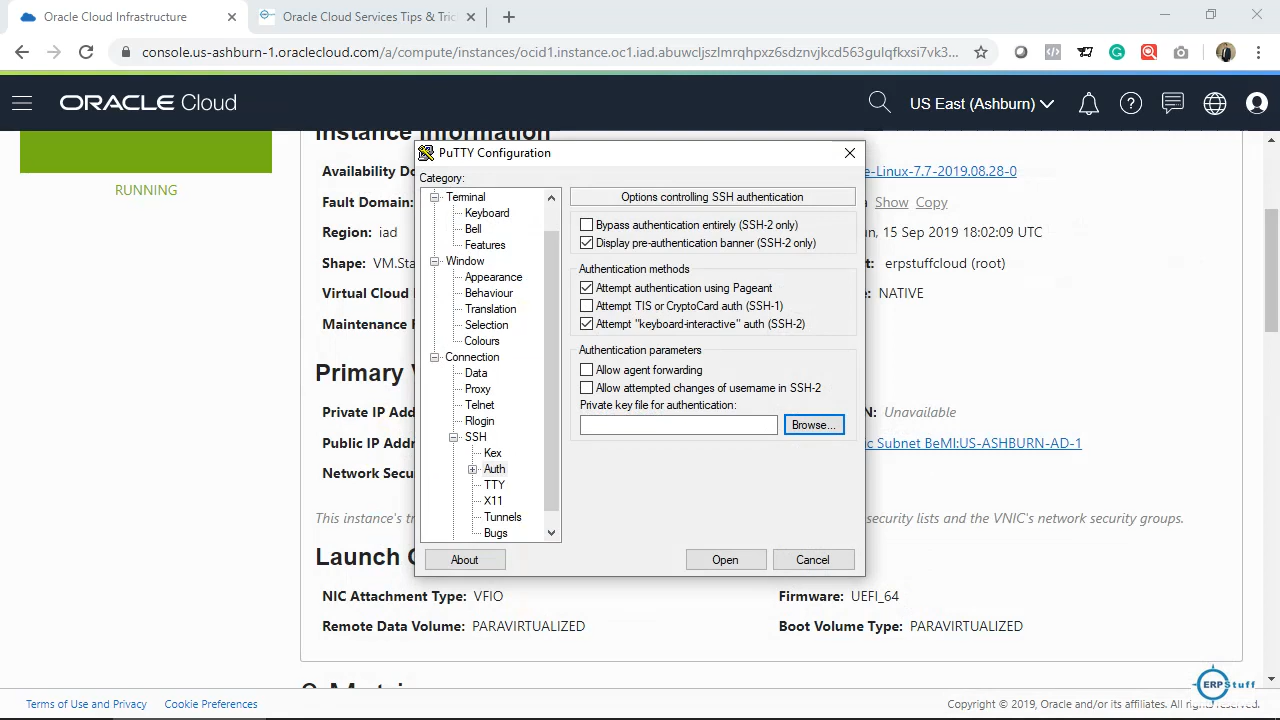 Oracle Cloud Infrastructure
Oracle Cloud Services Tips & Tric
console.us-ashburn-1.oraclecloud.com/a/compute/instances/ocid1.instance.oc1.iad.abuwcljszlmrqhpxz6sdznvjkcd563gulqfkxsi7vk3...
ORACLE Cloud
US East (Ashburn)
Instance Information
RUNNING
Availability Do
e-Linux-7.7-2019.08.28-0
Fault Domain:
Show Copy
Region: iad
n, 15 Sep 2019 18:02:09 UTC
Shape: VM.Sta
t: erpstuffcloud (root)
Virtual Cloud
e: NATIVE
Maintenance
Primary V
Private IP Addr
N: Unavailable
Public IP Addr
c Subnet BeMI:US-ASHBURN-AD-1
Network Secu
This instance's tr
security lists and the VNIC's network security groups.
Launch O
NIC Attachment Type: VFIO
Firmware: UEFI_64
Remote Data Volume: PARAVIRTUALIZED
Boot Volume Type: PARAVIRTUALIZED
PuTTY Configuration
Category:
Terminal
Keyboard
Bell
Features
Window
Appearance
Behaviour
Translation
Selection
Colours
Connection
Data
Proxy
Telnet
Rlogin
SSH
Kex
Auth
TTY
X11
Tunnels
Bugs
Options controlling SSH authentication
Bypass authentication entirely (SSH-2 only)
Display pre-authentication banner (SSH-2 only)
Authentication methods
Attempt authentication using Pageant
Attempt TIS or CryptoCard auth (SSH-1)
Attempt "keyboard-interactive" auth (SSH-2)
Authentication parameters
Allow agent forwarding
Allow attempted changes of username in SSH-2
Private key file for authentication:
Browse...
About
Open
Cancel
Terms of Use and Privacy
Cookie Preferences
Copyright © 2019, Oracle and/or its affiliates. All rights reserved.
ERPStuff